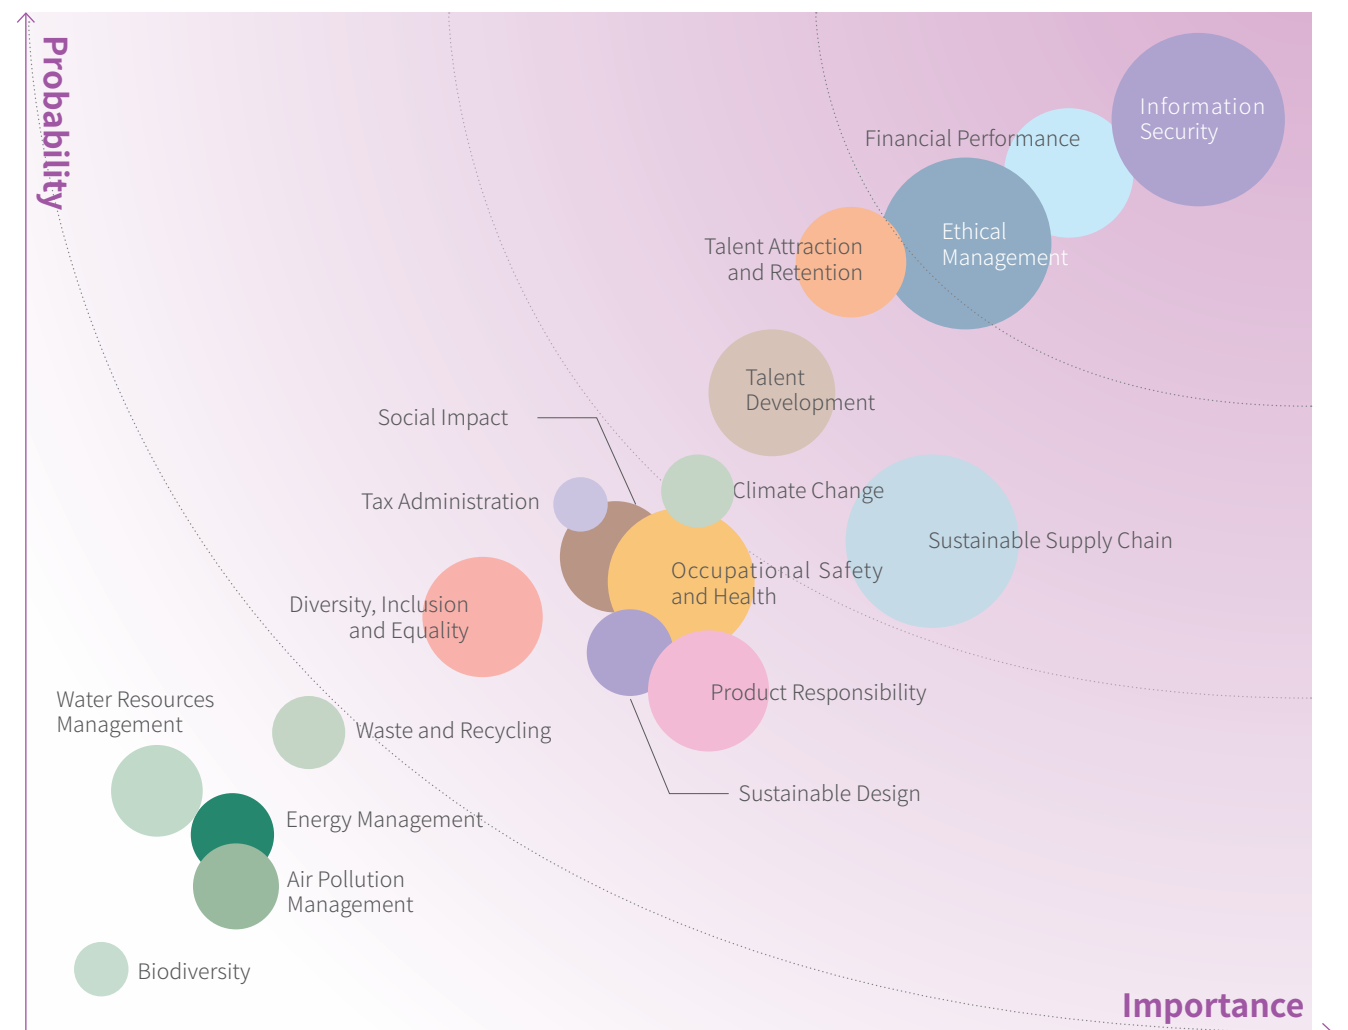 Probability
Information
Security
Financial Performance
Ethical
Management
Talent Attraction
and Retention
Talent
Development
Social Impact
Climate Change
Tax Administration
Sustainable Supply Chain
Occupational Safety
and Health
Diversity, Inclusion
and Equality
Product Responsibility
Water Resources
Management
Waste and Recycling
Sustainable Design
Energy Management
Air Pollution
Management
Biodiversity
Importance